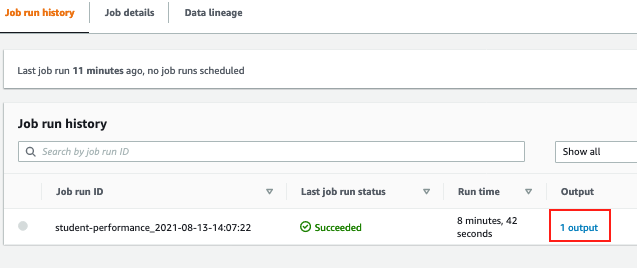 Job run history
Job details
Data lineage
Last job run 11 minutes ago, no job runs scheduled
Job run history
Search by job run ID
Show all
Job run ID
Last job run status
Run time
Output
student-performance_2021-08-13-14:07:22
Succeeded
8 minutes, 42
seconds
1 output